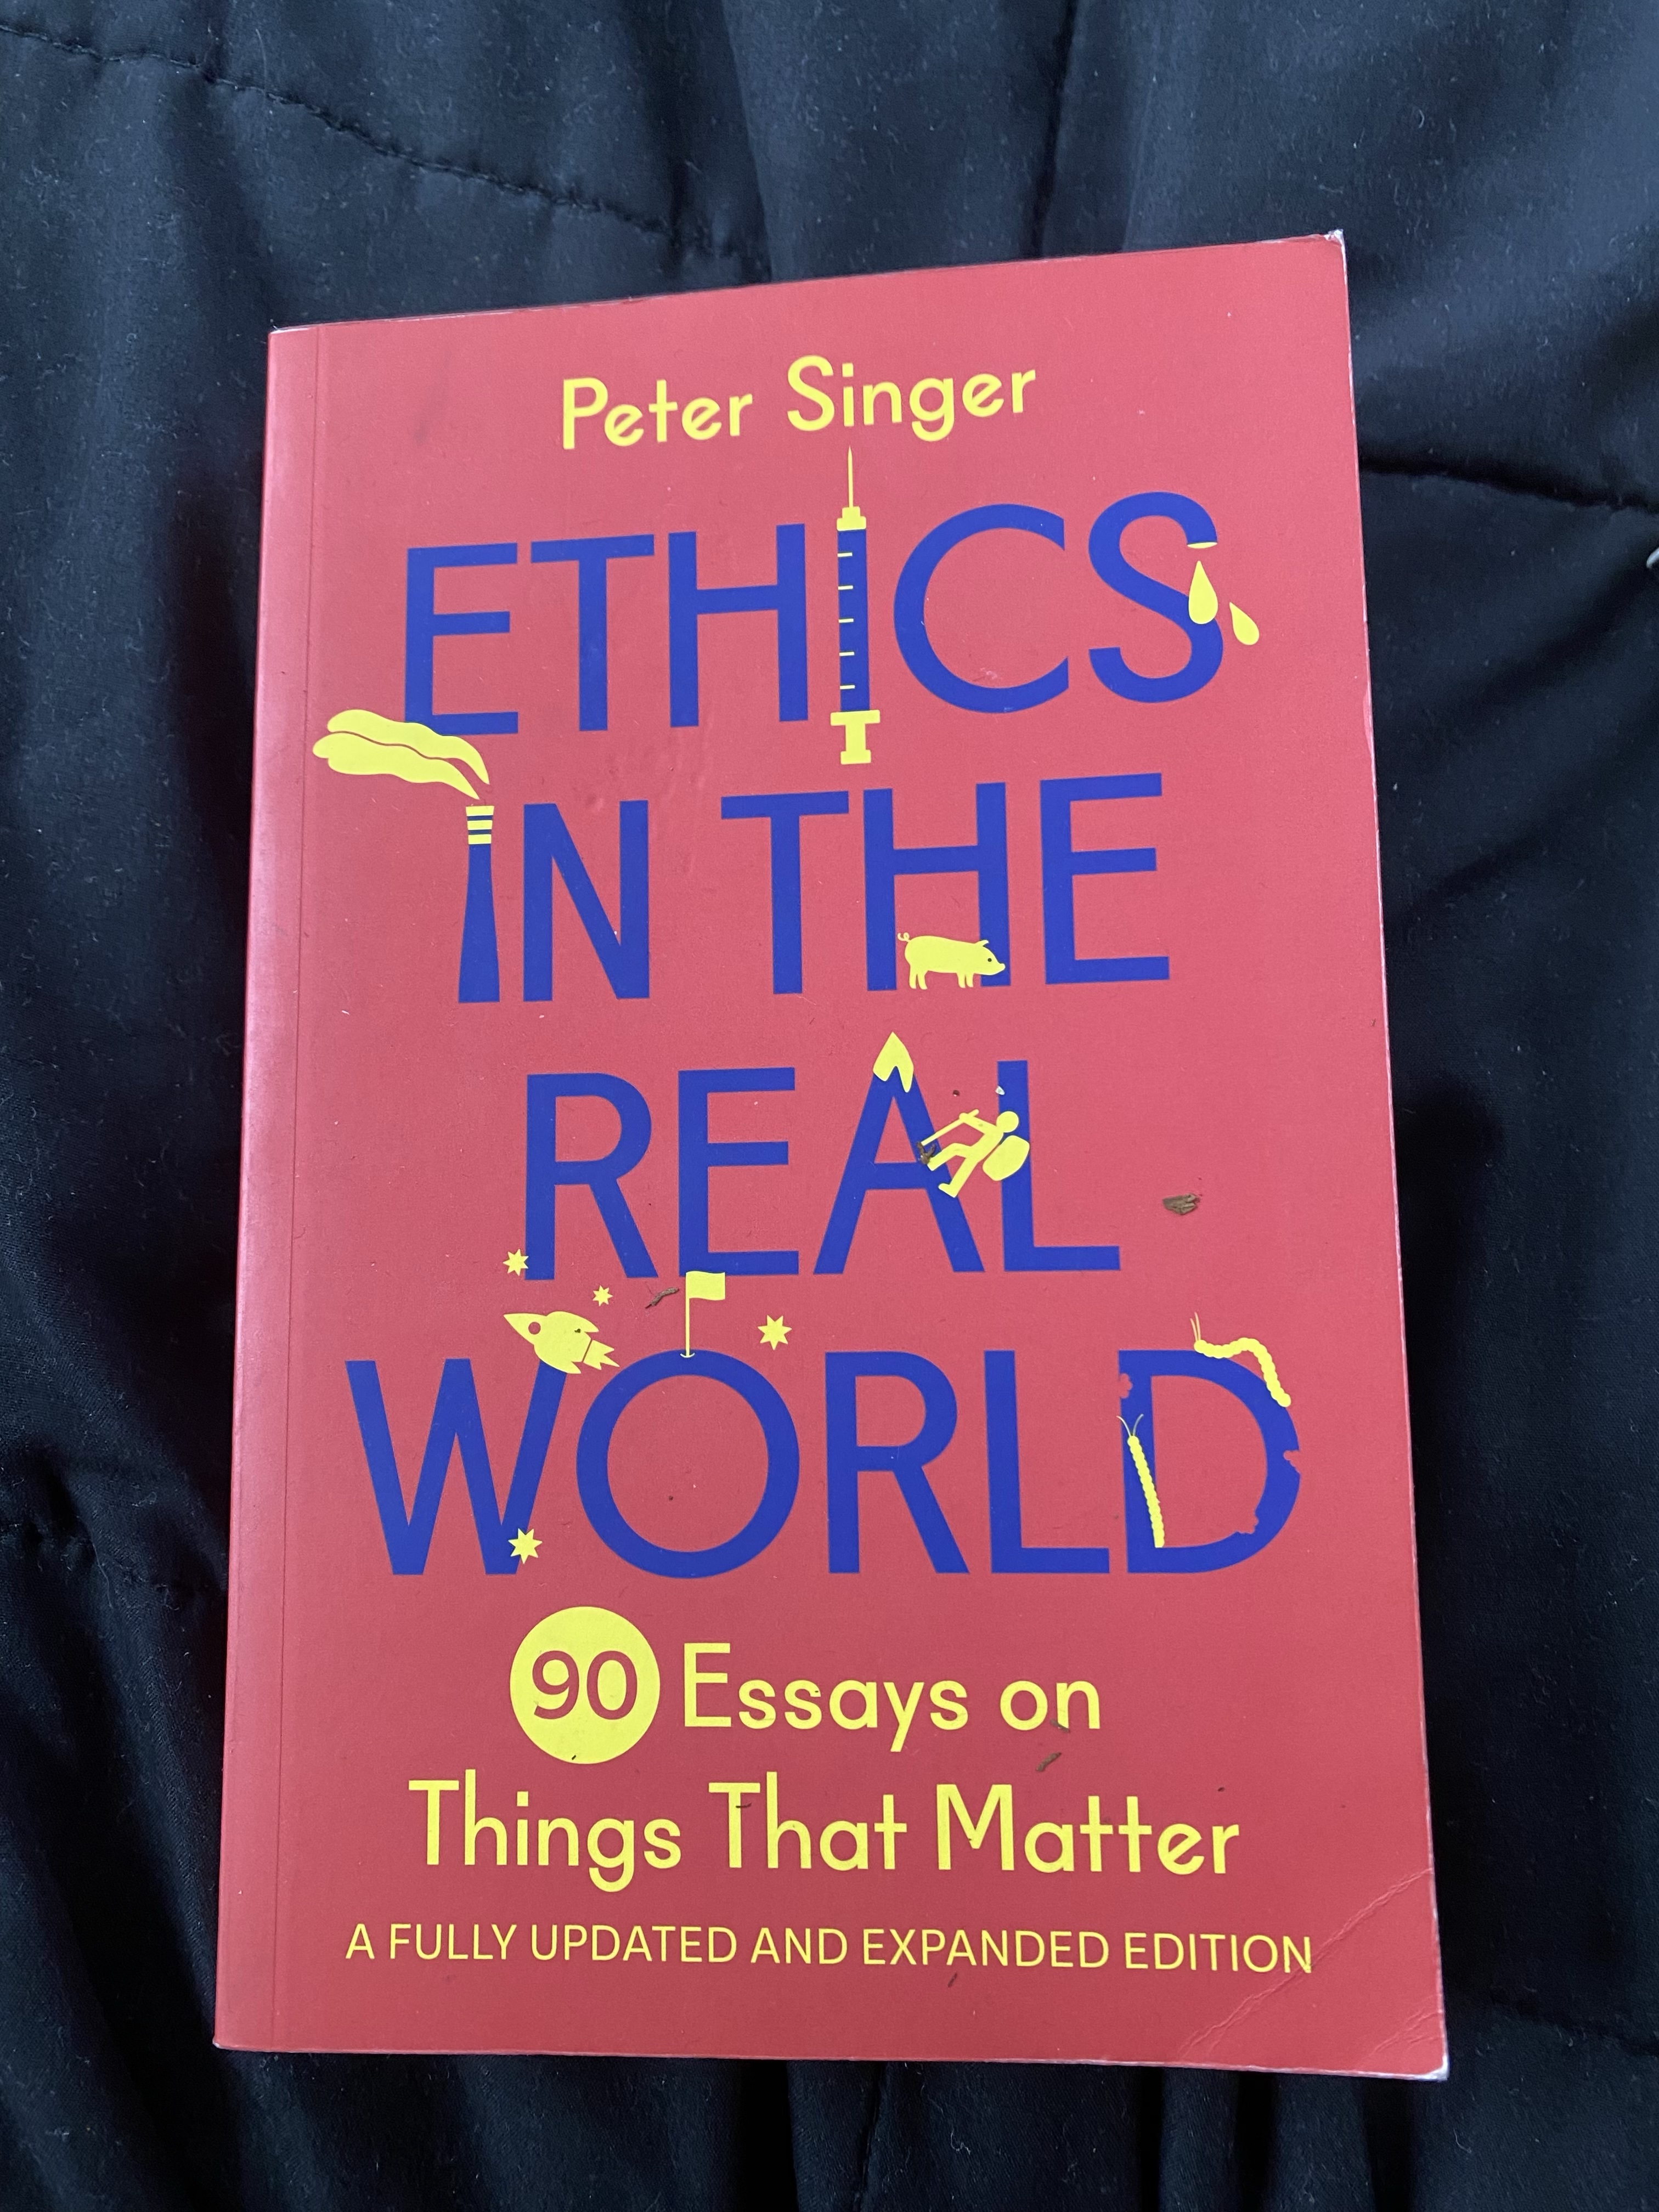 Peter Singer
ETHICS
IN THE
REAL
WORLD
90 Essays on
Things That Matter
A FULLY UPDATED AND EXPANDED EDITION